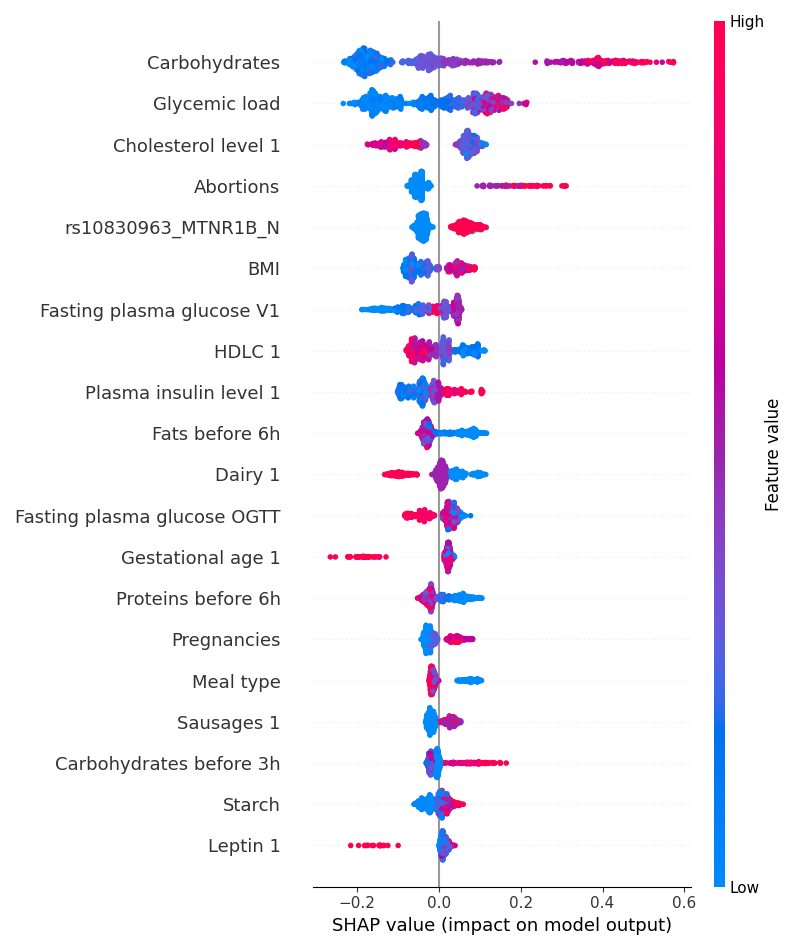 High
Carbohydrates
Glycemic load
Cholesterol level 1
Abortions
rs10830963_MTNR1B_N
BMI
Fasting plasma glucose V1
HDLC 1
Plasma insulin level 1
Fats before 6h
Dairy 1
Fasting plasma glucose OGTT
Gestational age 1
Proteins before 6h
Pregnancies
Meal type
Sausages 1
Carbohydrates before 3h
Starch
Leptin 1
Feature value
Low
−0.2 0.0 0.2 0.4 0.6
SHAP value (impact on model output)